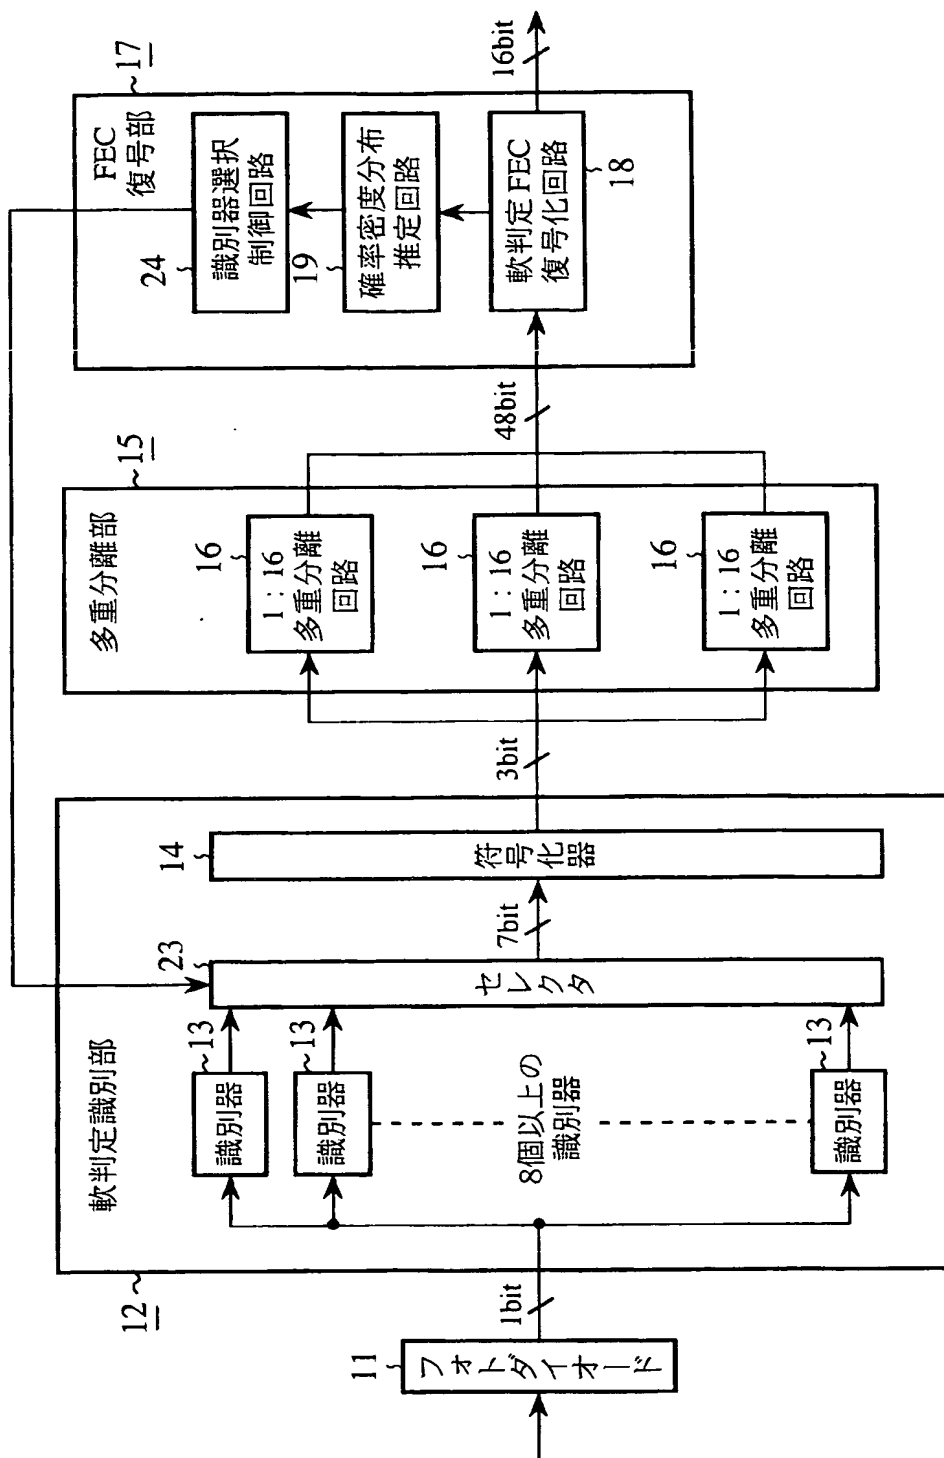 11
フォトダイオード
1bit
12
軟判定識別部
識別器
13
識別器
13
8個以上の
識別器
識別器
13
23
セレクタ
7bit
14
符号化器
3bit
多重分離部
15
16
1：16
多重分離
回路
16
1：16
多重分離
回路
16
1：16
多重分離
回路
48bit
FEC
復号部
17
24
識別器選択
制御回路
19
確率密度分布
推定回路
軟判定FEC
復号化回路
18
16bit